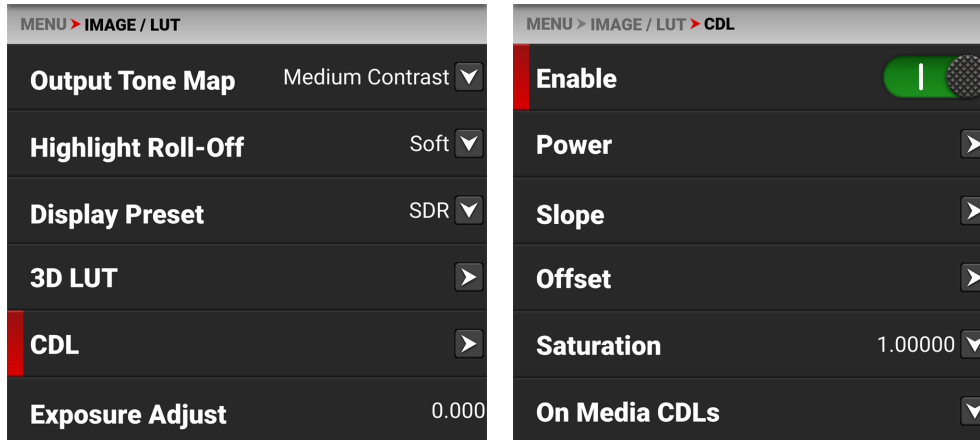 MENU > IMAGE / LUT
Output Tone Map Medium Contrast
Highlight Roll-Off Soft
Display Preset SDR
3D LUT
CDL
Exposure Adjust 0.000
MENU > IMAGE / LUT > CDL
Enable
Power
Slope
Offset
Saturation 1.00000
On Media CDLs